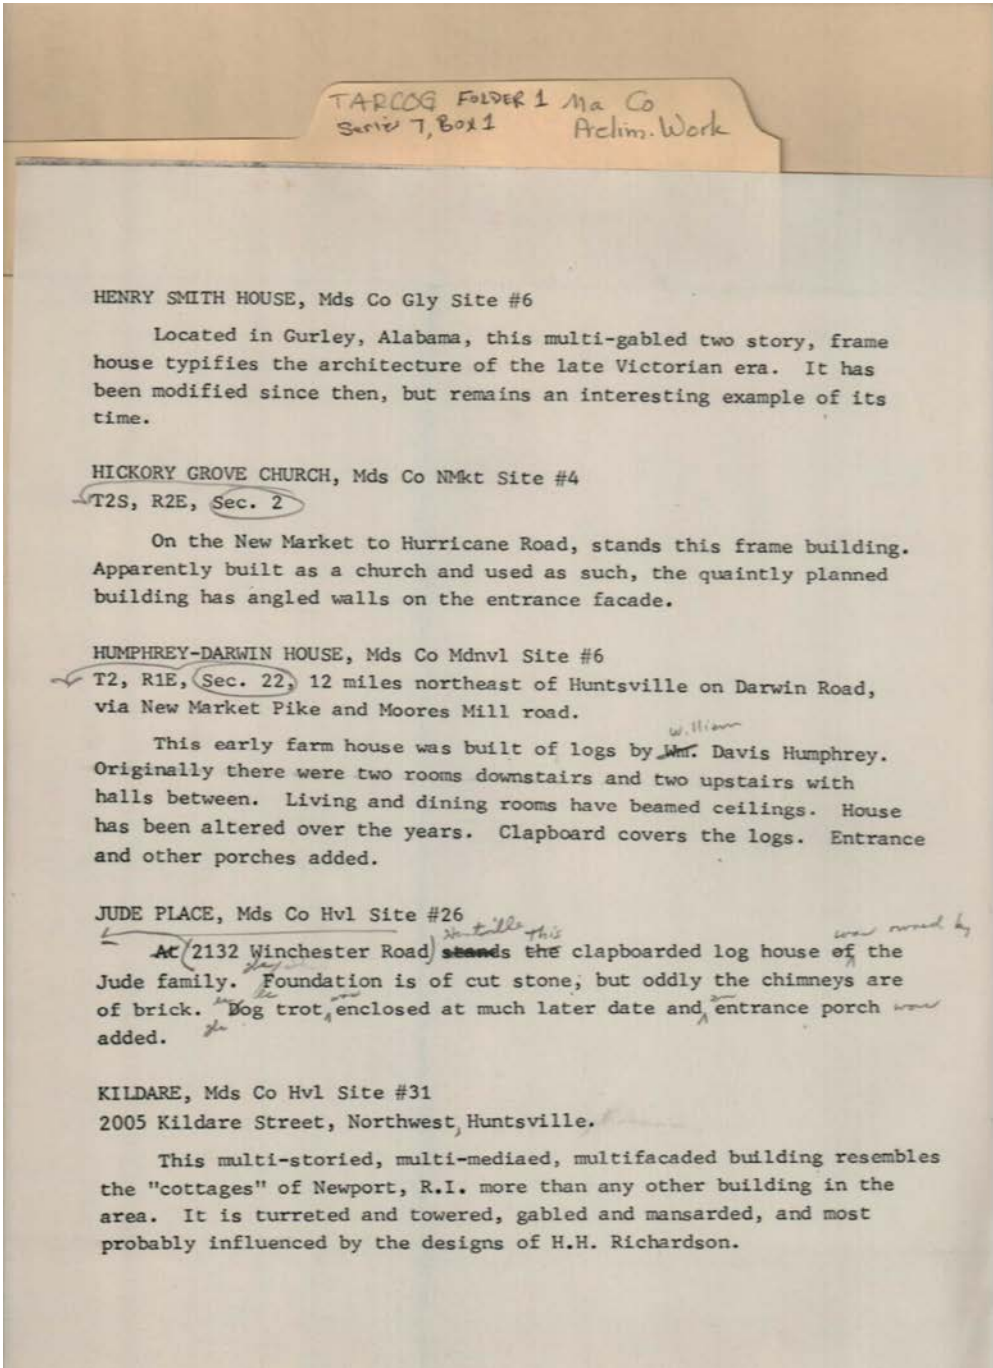 TARCOG FOLDER 1 Ma Co
Series 7, Box 1 Prelim. Work
HENRY SMITH HOUSE, Mds Co Gly Site #6
Located in Gurley, Alabama, this multi-gabled two story, frame
house typifies the architecture of the late Victorian era. It has
been modified since then, but remains an interesting example of its
time.
HICKORY GROVE CHURCH, Mds Co NMkt Site #4
T2S, R2E, Sec. 2
On the New Market to Hurricane Road, stands this frame building.
Apparently built as a church and used as such, the quaintly planned
building has angled walls on the entrance facade.
HUMPHREY-DARWIN HOUSE, Mds Co Mdnvl Site #6
T2, R1E, Sec. 22, 12 miles northeast of Huntsville on Darwin Road,
via New Market Pike and Moores Mill road.
William
This early farm house was built of logs by Wm. Davis Humphrey.
Originally there were two rooms downstairs and two upstairs with
halls between. Living and dining rooms have beamed ceilings. House
has been altered over the years. Clapboard covers the logs. Entrance
and other porches added.
JUDE PLACE, Mds Co Hvl Site #26
Huntsville This was owned by
At 2132 Winchester Road stands the clapboarded log house of the
Jude family. Foundation is of cut stone, but oddly the chimneys are
of brick. Dog trot enclosed at much later date and entrance porch was
added.
KILDARE, Mds Co Hvl Site #31
2005 Kildare Street, Northwest, Huntsville.
This multi-storied, multi-mediaed, multifacaded building resembles
the "cottages" of Newport, R.I. more than any other building in the
area. It is turreted and towered, gabled and mansarded, and most
probably influenced by the designs of H.H. Richardson.